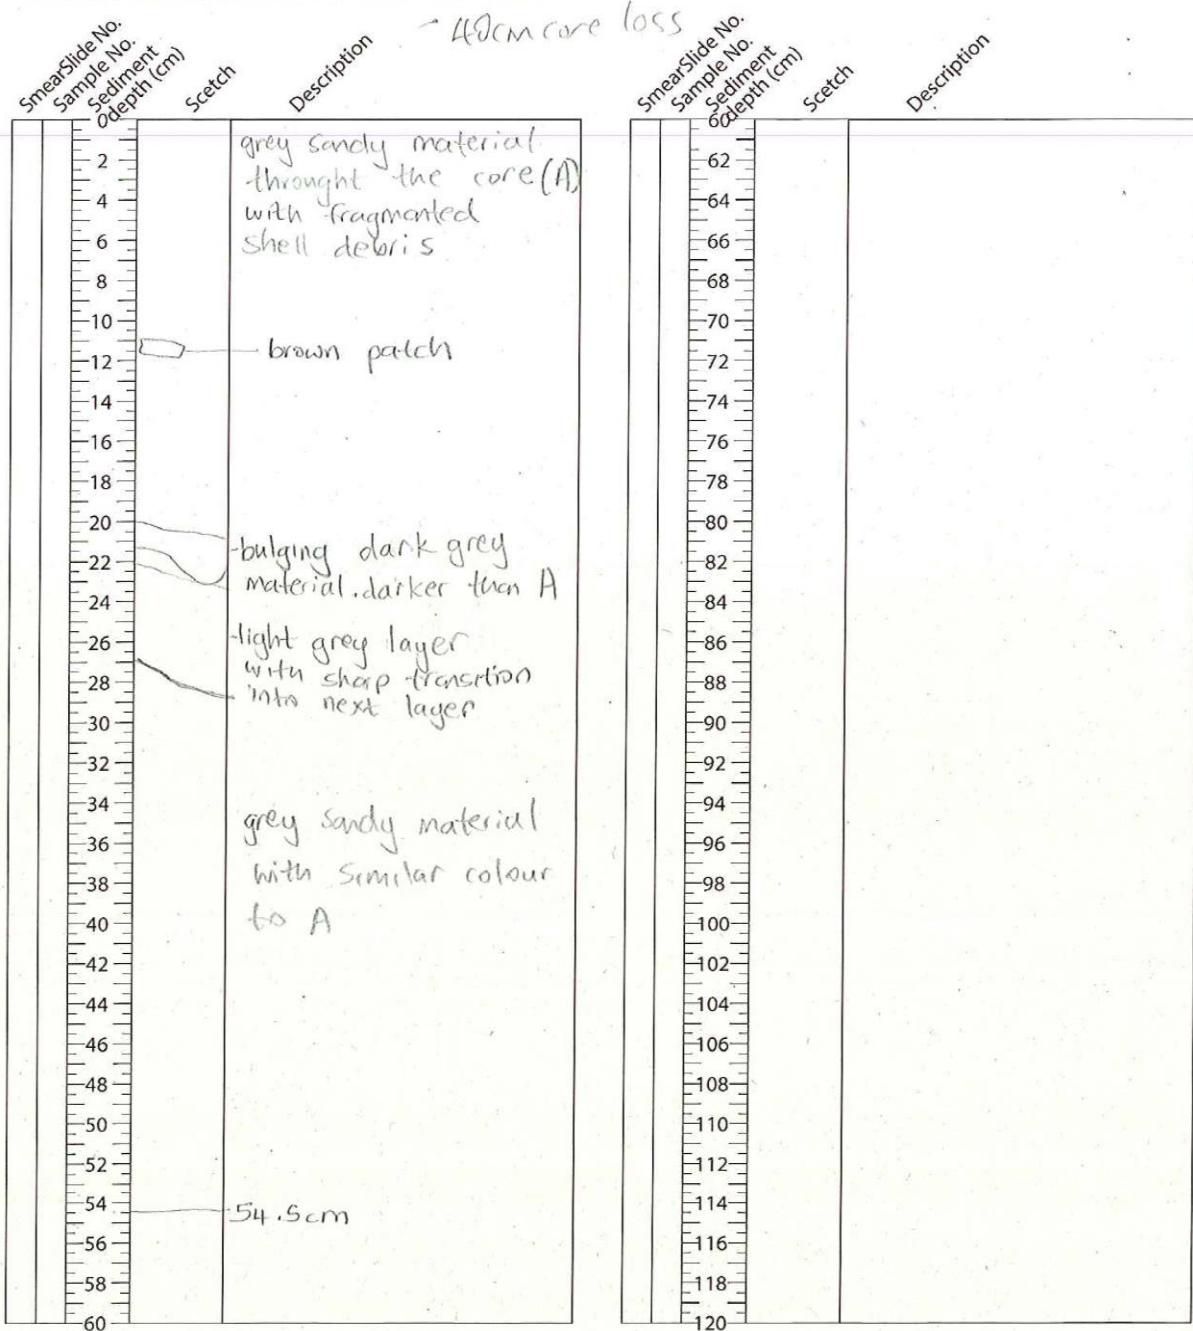 - 40cm core loss
SmearSlide No.
Sample No.
Sediment
depth (cm)
Scetch
Description
0
2
4
6
8
10
12
14
16
18
20
22
24
26
28
30
32
34
36
38
40
42
44
46
48
50
52
54
56
58
60
grey sandy material
throught the core (A)
with fragmented
shell debris
brown patch
-bulging dark grey
material. darker than A
-light grey layer
with sharp transition
into next layer
grey sandy material
with similar colour
to A
54.5cm
SmearSlide No.
Sample No.
Sediment
depth (cm)
Scetch
Description
60
62
64
66
68
70
72
74
76
78
80
82
84
86
88
90
92
94
96
98
100
102
104
106
108
110
112
114
116
118
120